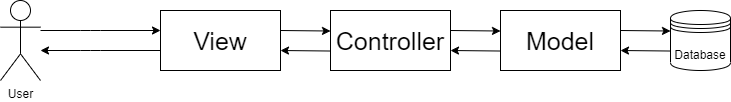 View
Controller
Model
Database
User